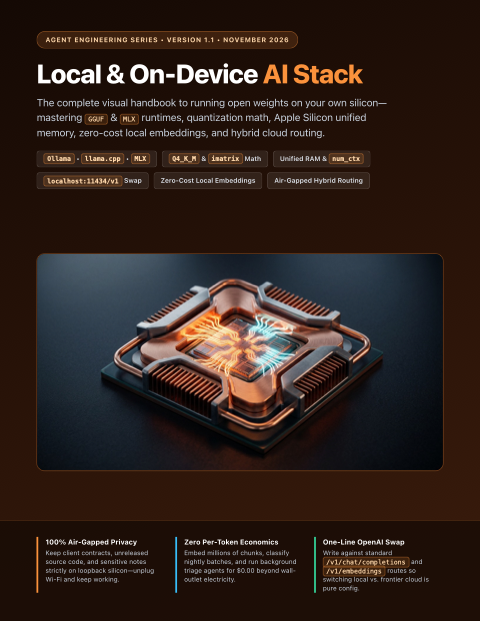 AGENT ENGINEERING SERIES • VERSION 1.1 • NOVEMBER 2026
Local & On-Device AI Stack
The complete visual handbook to running open weights on your own silicon—
mastering GGUF & MLX runtimes, quantization math, Apple Silicon unified
memory, zero-cost local embeddings, and hybrid cloud routing.
Ollama • llama.cpp • MLX
Q4_K_M & imatrix Math
Unified RAM & num_ctx
localhost:11434/v1 Swap
Zero-Cost Local Embeddings
Air-Gapped Hybrid Routing
100% Air-Gapped Privacy
Keep client contracts, unreleased
source code, and sensitive notes
strictly on loopback silicon—unplug
Wi-Fi and keep working.
Zero Per-Token Economics
Embed millions of chunks, classify
nightly batches, and run background
triage agents for $0.00 beyond wall-
outlet electricity.
One-Line OpenAI Swap
Write against standard
/v1/chat/completions and
/v1/embeddings routes so
switching local vs. frontier cloud is
pure config.